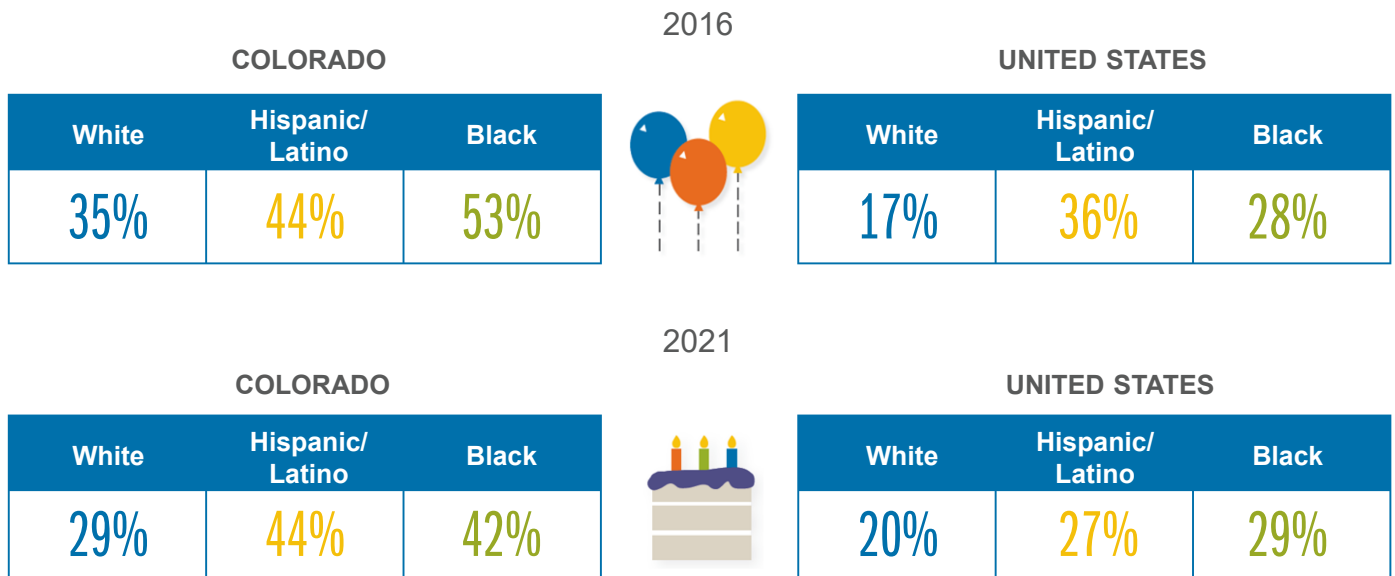 2016
COLORADO
UNITED STATES
White
Hispanic/
Latino
Black
White
Hispanic/
Latino
Black
35%
44%
53%
17%
36%
28%
2021
COLORADO
UNITED STATES
White
Hispanic/
Latino
Black
White
Hispanic/
Latino
Black
29%
44%
42%
20%
27%
29%